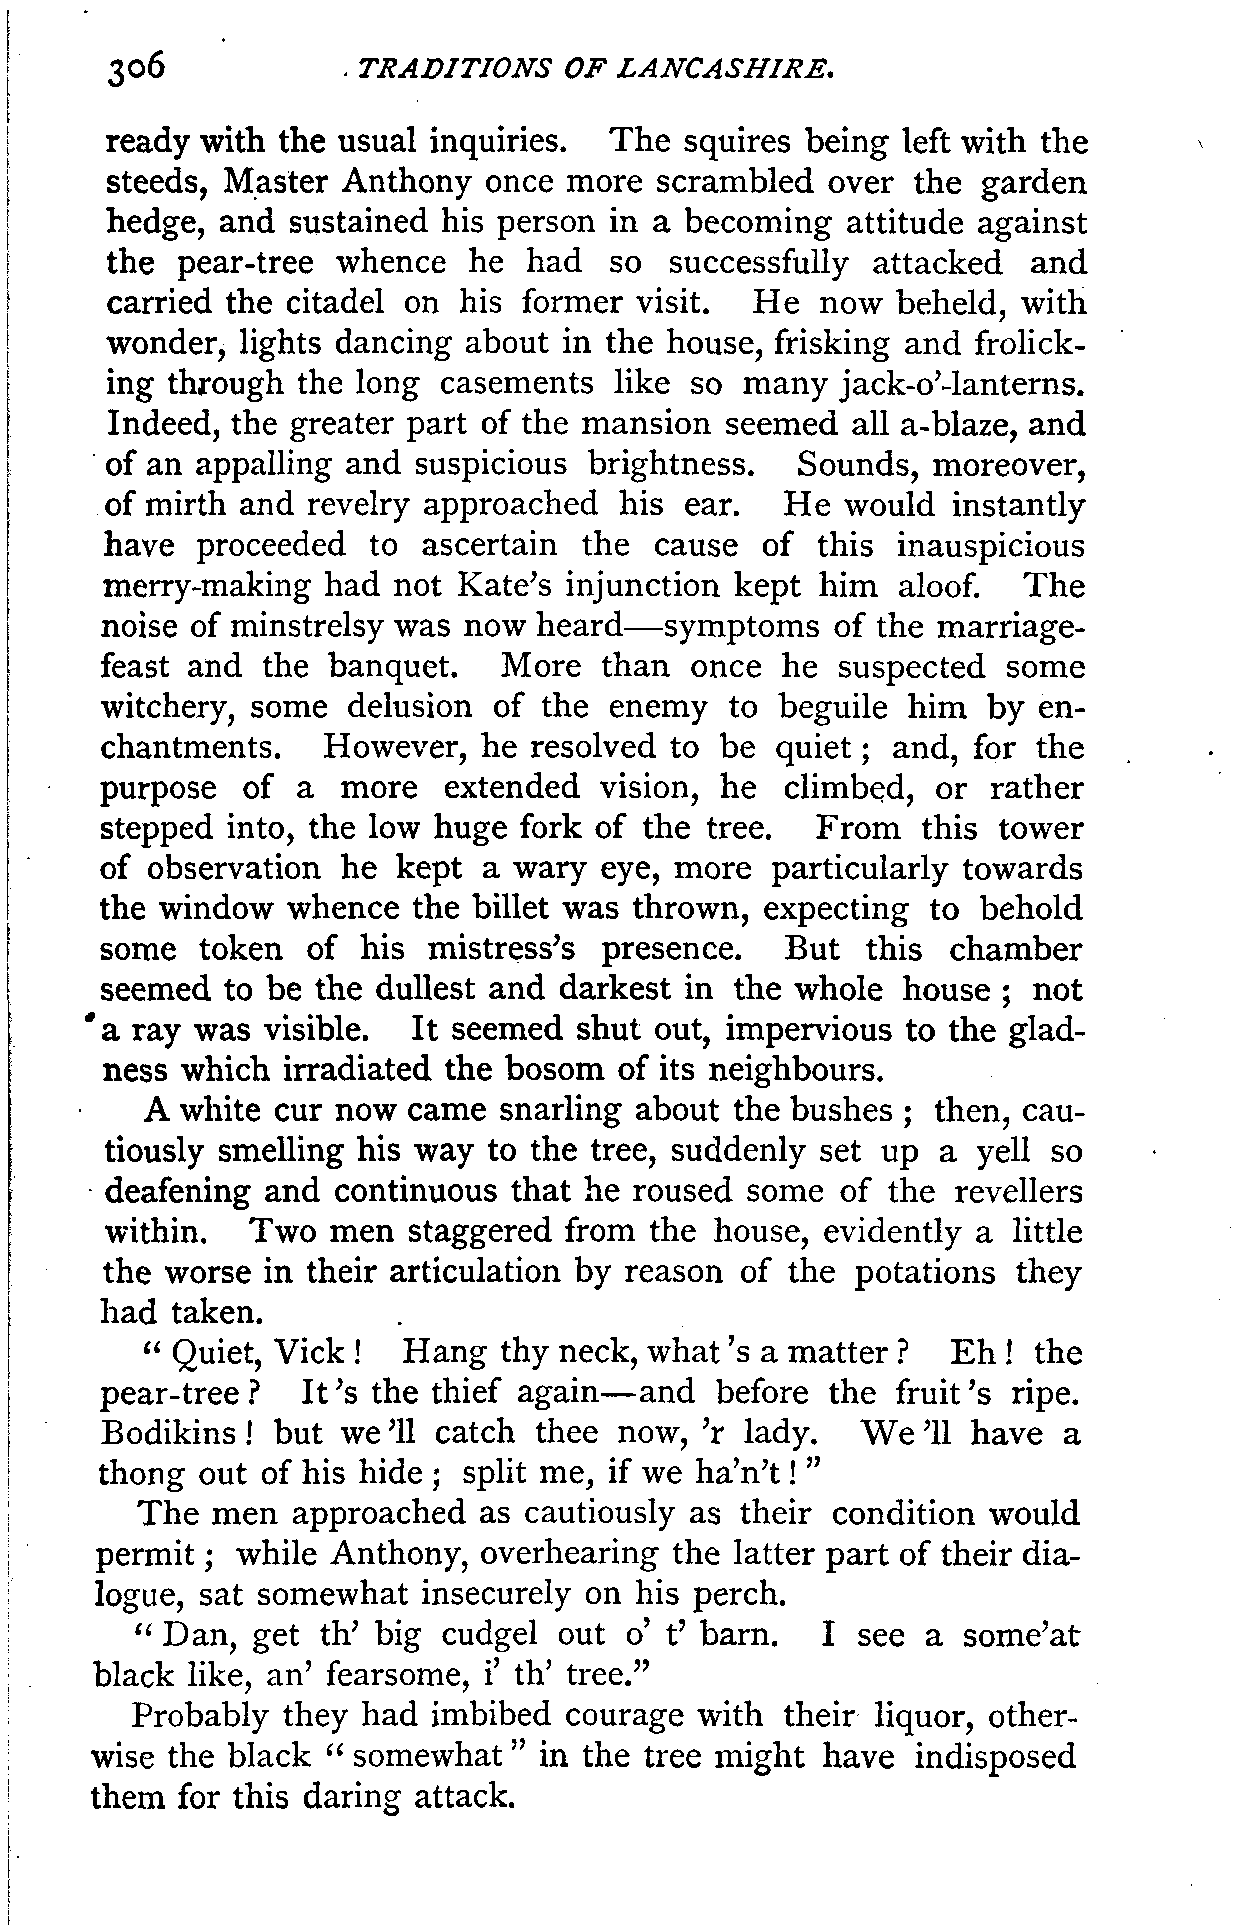 306 TRADITIONS OF LANCASHIRE.
ready with the usual inquiries. The squires being left with the
steeds, Master Anthony once more scrambled over the garden
hedge, and sustained his person in a becoming attitude against
the pear-tree whence he had so successfully attacked and
carried the citadel on his former visit. He now beheld, with
wonder, lights dancing about in the house, frisking and frolick-
ing through the long casements like so many jack-o'-lanterns.
Indeed, the greater part of the mansion seemed all a-blaze, and
of an appalling and suspicious brightness. Sounds, moreover,
of mirth and revelry approached his ear. He would instantly
have proceeded to ascertain the cause of this inauspicious
merry-making had not Kate's injunction kept him aloof. The
noise of minstrelsy was now heard—symptoms of the marriage-
feast and the banquet. More than once he suspected some
witchery, some delusion of the enemy to beguile him by en-
chantments. However, he resolved to be quiet ; and, for the
purpose of a more extended vision, he climbed, or rather
stepped into, the low huge fork of the tree. From this tower
of observation he kept a wary eye, more particularly towards
the window whence the billet was thrown, expecting to behold
some token of his mistress's presence. But this chamber
seemed to be the dullest and darkest in the whole house ; not
a ray was visible. It seemed shut out, impervious to the glad-
ness which irradiated the bosom of its neighbours.
A white cur now came snarling about the bushes ; then, cau-
tiously smelling his way to the tree, suddenly set up a yell so
deafening and continuous that he roused some of the revellers
within. Two men staggered from the house, evidently a little
the worse in their articulation by reason of the potations they
had taken.
" Quiet, Vick ! Hang thy neck, what 's a matter ? Eh ! the
pear-tree ? It 's the thief again—and before the fruit 's ripe.
Bodikins ! but we 'll catch thee now, 'r lady. We 'll have a
thong out of his hide ; split me, if we ha'n't ! "
The men approached as cautiously as their condition would
permit ; while Anthony, overhearing the latter part of their dia-
logue, sat somewhat insecurely on his perch.
" Dan, get th' big cudgel out o' t' barn. I see a some'at
black like, an' fearsome, i' th' tree."
Probably they had imbibed courage with their liquor, other-
wise the black " somewhat " in the tree might have indisposed
them for this daring attack.